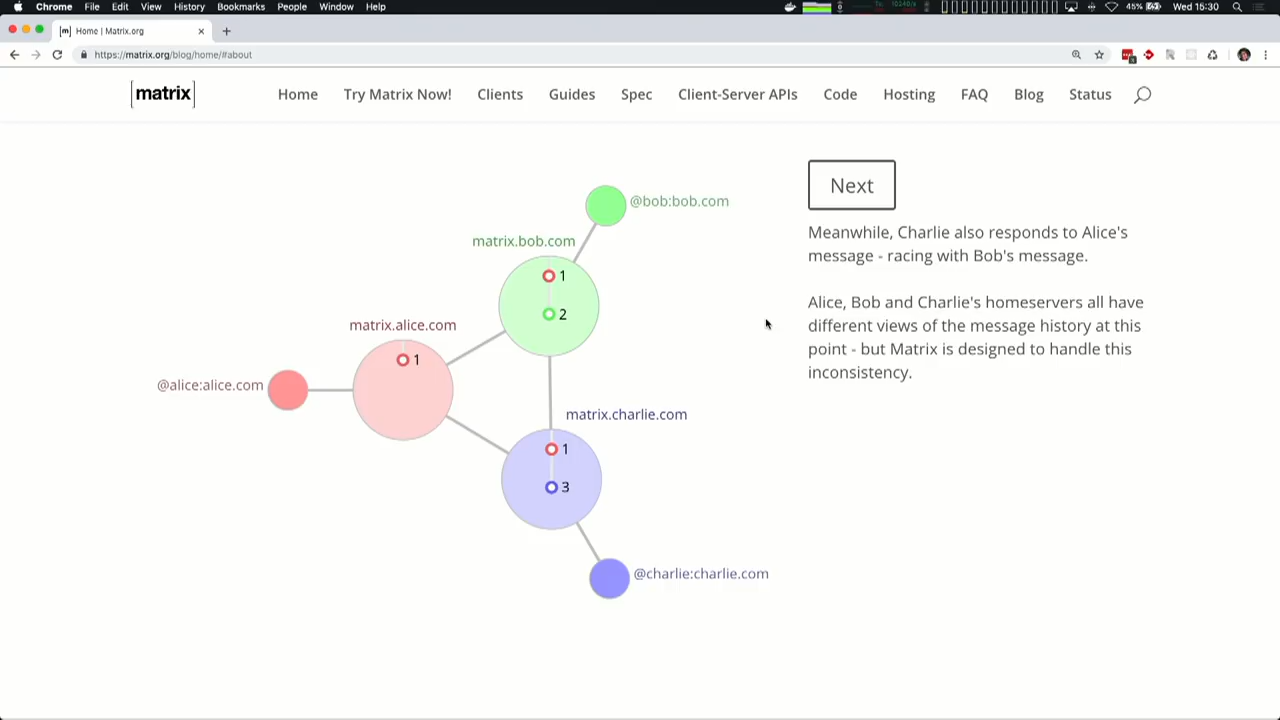 Chrome File Edit View History Bookmarks People Window Help
45% Wed 15:30
[m] Home | Matrix.org
https://matrix.org/blog/home/#about
[matrix]
Home Try Matrix Now! Clients Guides Spec Client-Server APIs Code Hosting FAQ Blog Status
Next
@bob:bob.com
Meanwhile, Charlie also responds to Alice's
message - racing with Bob's message.
matrix.bob.com
1
2
Alice, Bob and Charlie's homeservers all have
different views of the message history at this
point - but Matrix is designed to handle this
inconsistency.
matrix.alice.com
1
@alice:alice.com
matrix.charlie.com
1
3
@charlie:charlie.com